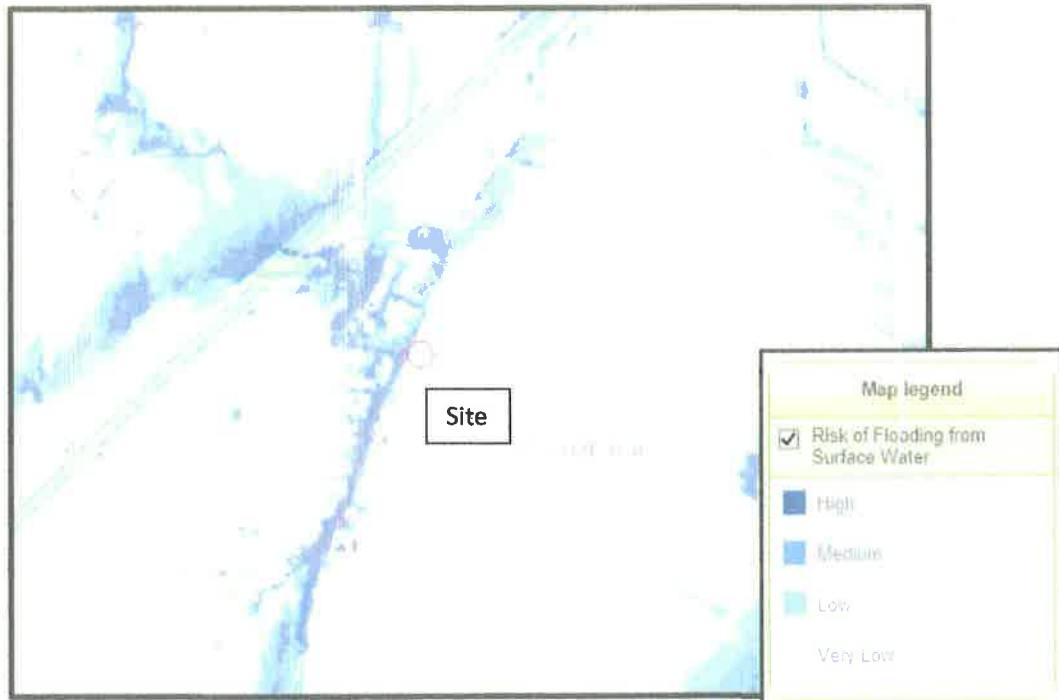 Site
Map legend
Risk of Flooding from
Surface Water
High
Medium
Low
Very Low